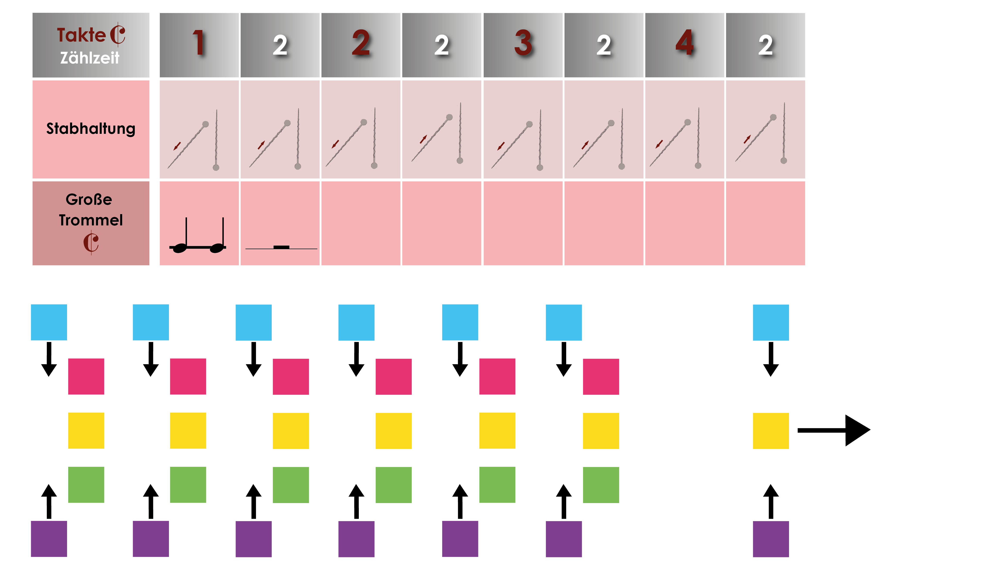 Takte 𝄵
Zählzeit
1 2 2 2 3 2 4 2
Stabhaltung
Große
Trommel
𝄵